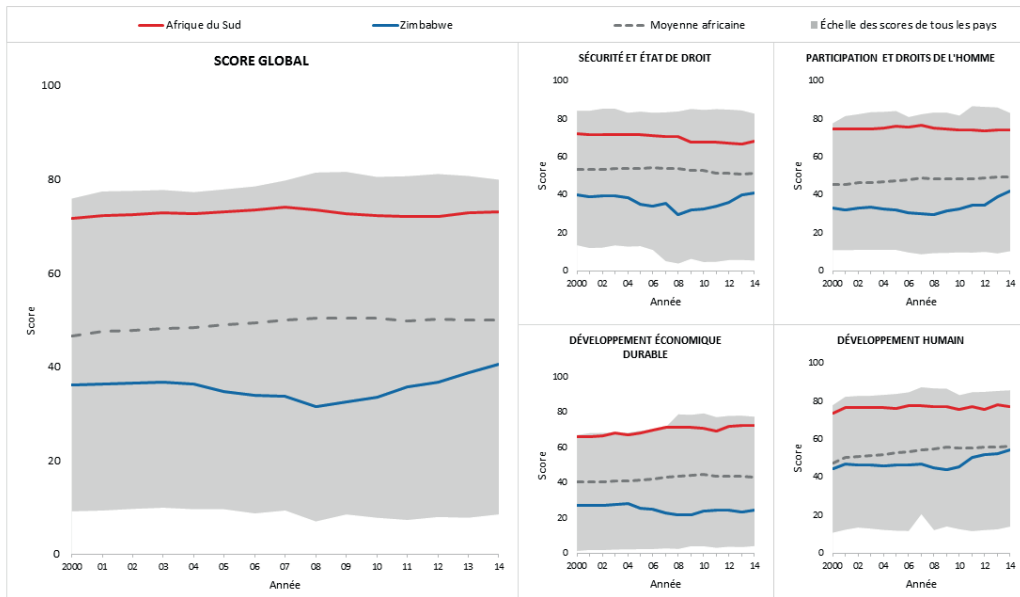 Afrique du Sud
Zimbabwe
Moyenne africaine
Échelle des scores de tous les pays
SCORE GLOBAL
100
80
60
40
20
0
Score
2000 01 02 03 04 05 06 07 08 09 10 11 12 13 14
Année
SÉCURITÉ ET ÉTAT DE DROIT
100
80
60
40
20
0
Score
2000 02 04 06 08 10 12 14
Année
PARTICIPATION ET DROITS DE L'HOMME
100
80
60
40
20
0
Score
2000 02 04 06 08 10 12 14
Année
DÉVELOPPEMENT ÉCONOMIQUE
DURABLE
100
80
60
40
20
0
Score
2000 02 04 06 08 10 12 14
Année
DÉVELOPPEMENT HUMAIN
100
80
60
40
20
0
Score
2000 02 04 06 08 10 12 14
Année